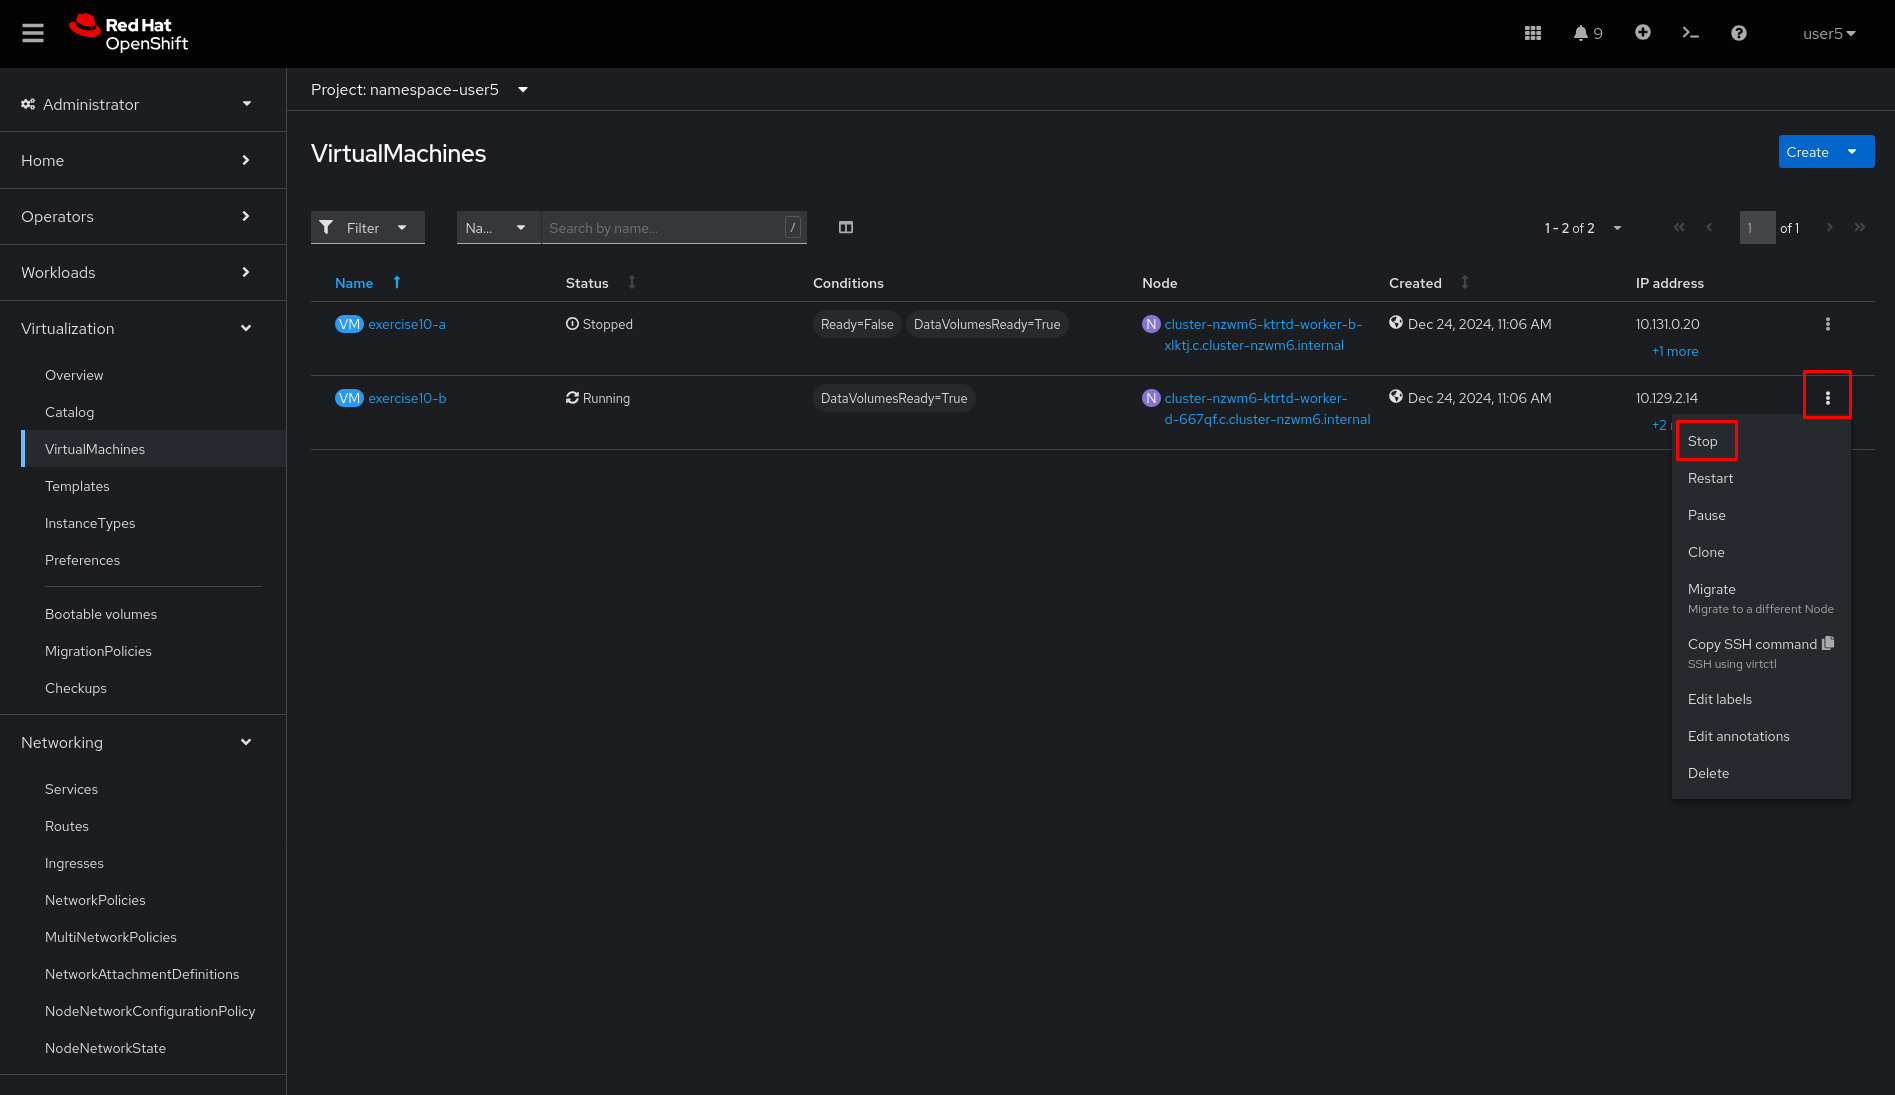 Red Hat
OpenShift
9
user5
Administrator
Home
Operators
Workloads
Virtualization
Overview
Catalog
VirtualMachines
Templates
InstanceTypes
Preferences
Bootable volumes
MigrationPolicies
Checkups
Networking
Services
Routes
Ingresses
NetworkPolicies
MultiNetworkPolicies
NetworkAttachmentDefinitions
NodeNetworkConfigurationPolicy
NodeNetworkState
Project: namespace-user5
VirtualMachines
Create
Filter
Na...
Search by name...
/
1 - 2 of 2
1 of 1
Name Status Conditions Node Created IP address
VM exercise10-a Stopped Ready=False DataVolumesReady=True N cluster-nzwm6-ktrtd-worker-b- Dec 24, 2024, 11:06 AM 10.131.0.20
xlktj.c.cluster-nzwm6.internal
+1 more
VM exercise10-b Running DataVolumesReady=True N cluster-nzwm6-ktrtd-worker- Dec 24, 2024, 11:06 AM 10.129.2.14
d-667qf.c.cluster-nzwm6.internal
+2
Stop
Restart
Pause
Clone
Migrate
Migrate to a different Node
Copy SSH command
SSH using virtctl
Edit labels
Edit annotations
Delete